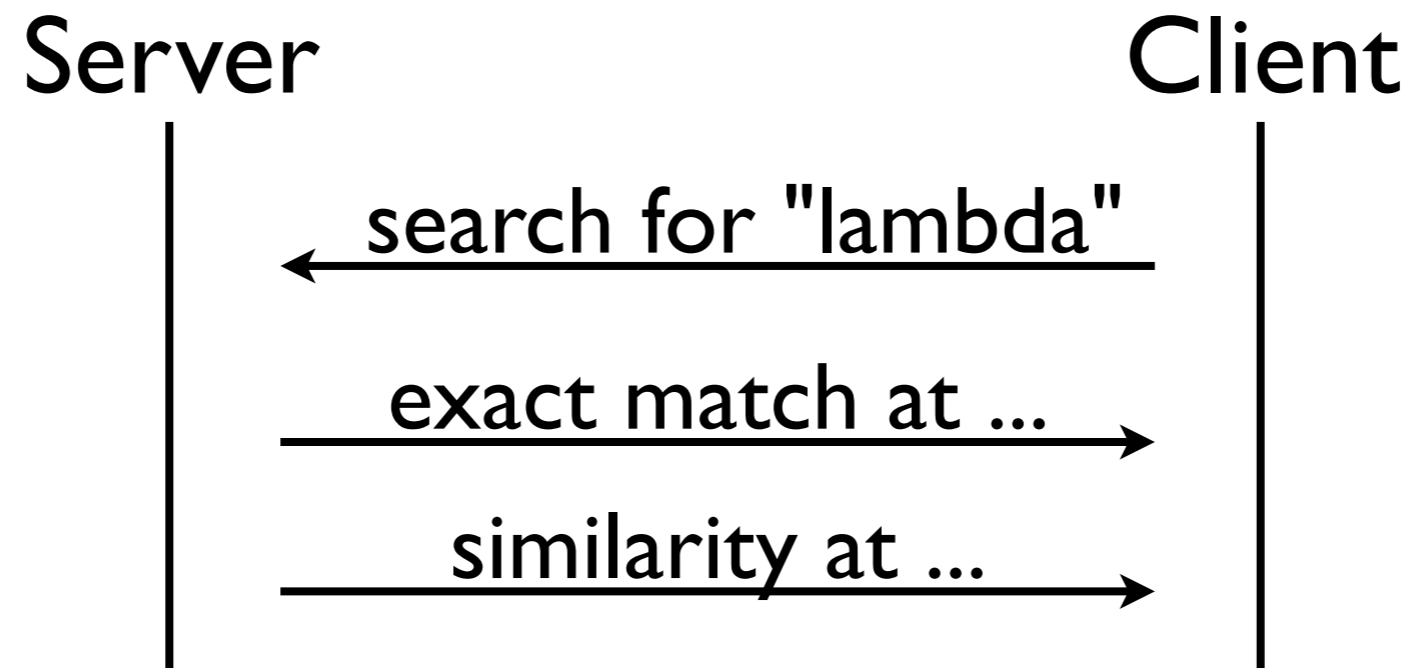 Server
Client
search for "lambda"
exact match at ...
similarity at ...